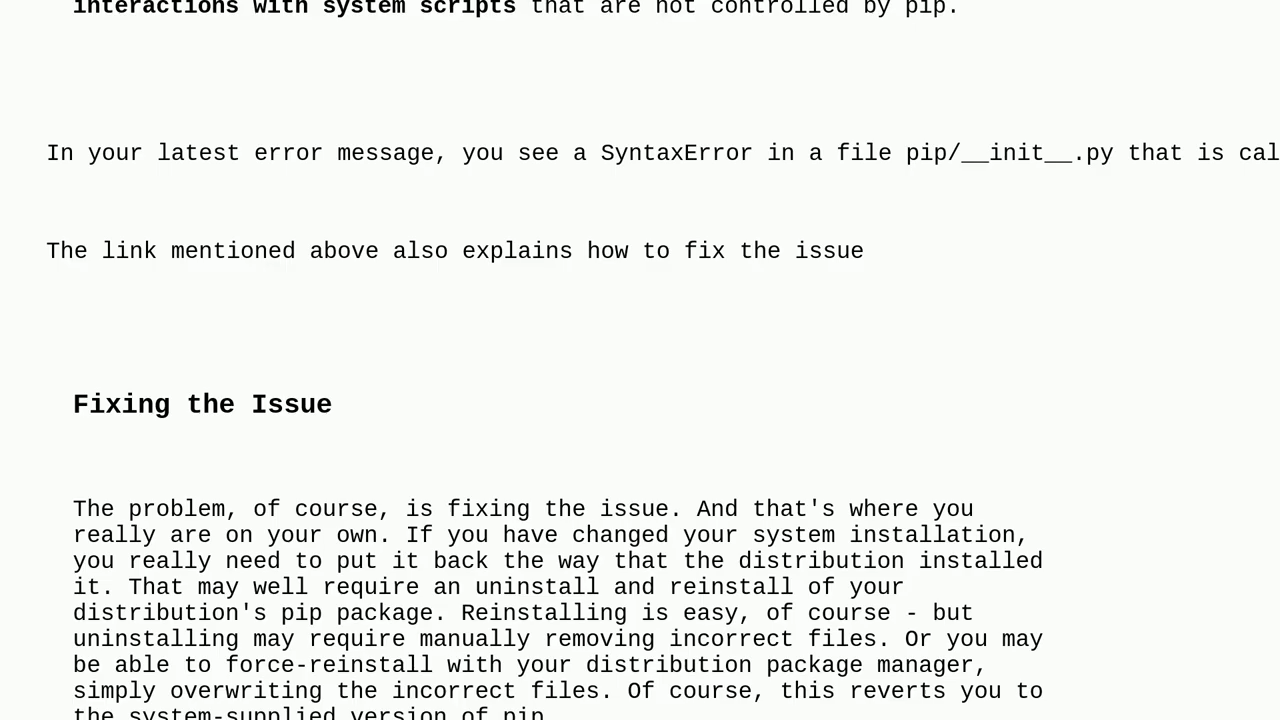 interactions with system scripts that are not controlled by pip.
In your latest error message, you see a SyntaxError in a file pip/__init__.py that is cal
The link mentioned above also explains how to fix the issue
Fixing the Issue
The problem, of course, is fixing the issue. And that's where you
really are on your own. If you have changed your system installation,
you really need to put it back the way that the distribution installed
it. That may well require an uninstall and reinstall of your
distribution's pip package. Reinstalling is easy, of course - but
uninstalling may require manually removing incorrect files. Or you may
be able to force-reinstall with your distribution package manager,
simply overwriting the incorrect files. Of course, this reverts you to
the system-supplied version of pip